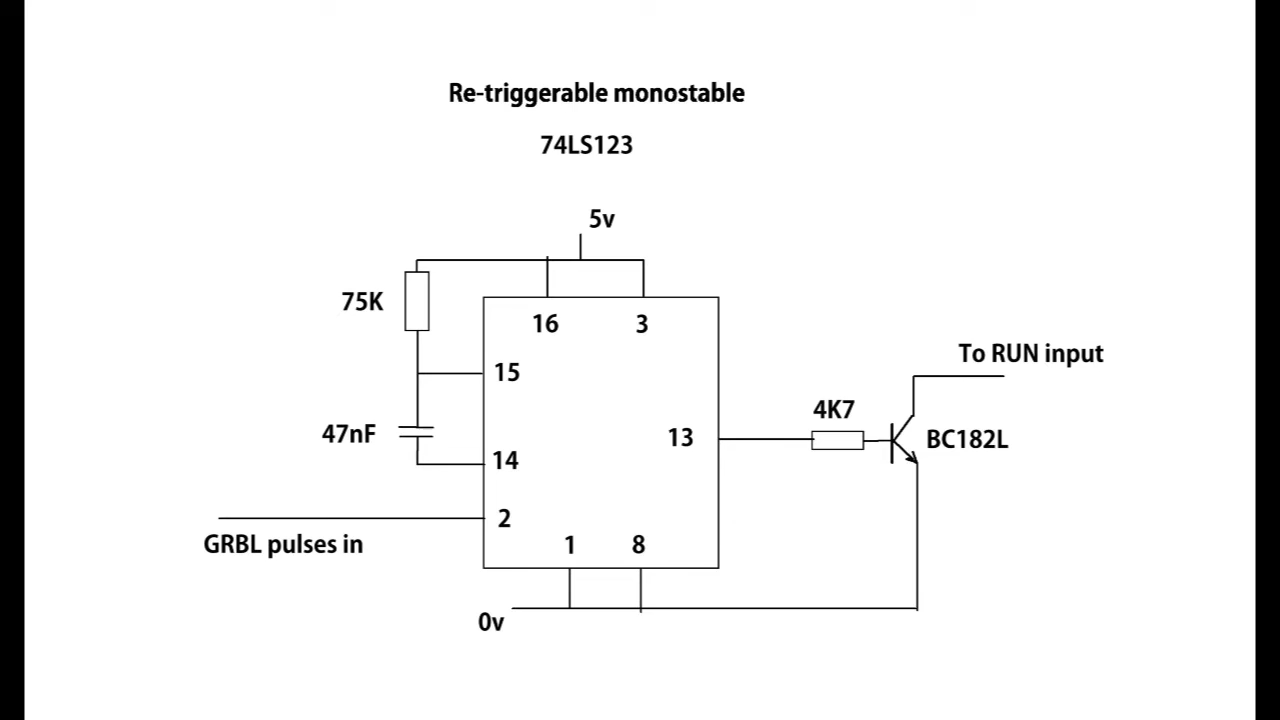 Re-triggerable monostable
74LS123
5v
75K
16
3
15
To RUN input
47nF
4K7
13
BC182L
14
2
GRBL pulses in
1
8
0v